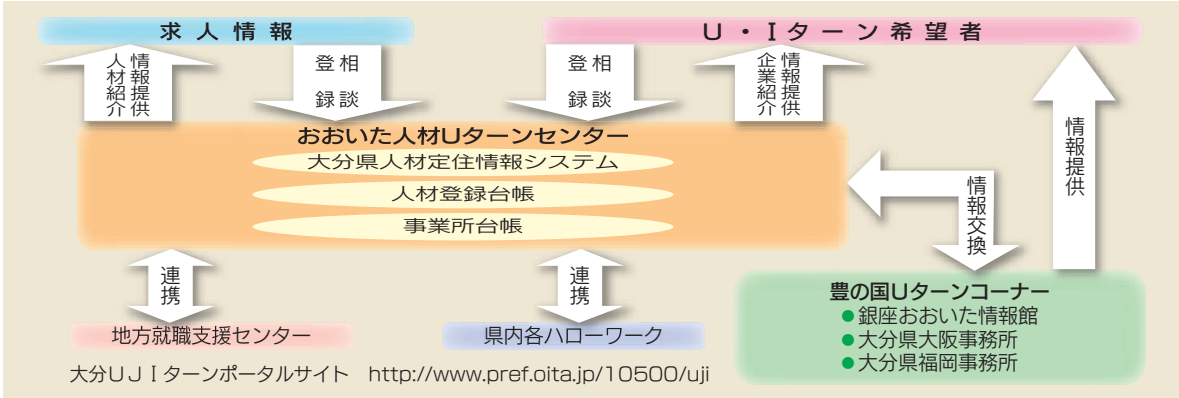 求人情報
U・Iターン希望者
情報提供
人材紹介
相談
登録
相談
登録
情報提供
企業紹介
情報提供
おおいた人材Uターンセンター
大分県人材定住情報システム
人材登録台帳
事業所台帳
情報交換
連携
連携
地方就職支援センター
県内各ハローワーク
豊の国Uターンコーナー
●銀座おおいた情報館
●大分県大阪事務所
●大分県福岡事務所
大分UJIターンポータルサイト http://www.pref.oita.jp/10500/uji